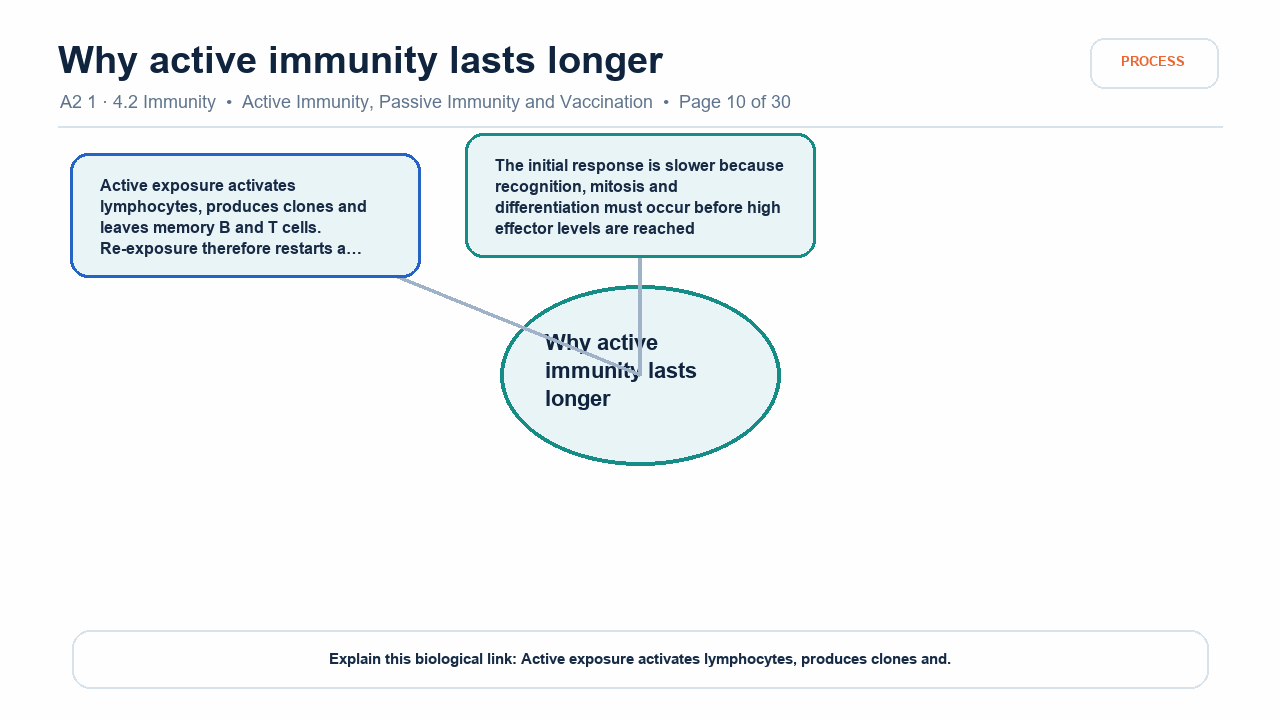 Why active immunity lasts longer
PROCESS
A2 1 · 4.2 Immunity • Active Immunity, Passive Immunity and Vaccination • Page 10 of 30
Active exposure activates
lymphocytes, produces clones and
leaves memory B and T cells.
Re-exposure therefore restarts a…
The initial response is slower because
recognition, mitosis and
differentiation must occur before high
effector levels are reached
Why active
immunity lasts
longer
Explain this biological link: Active exposure activates lymphocytes, produces clones and.